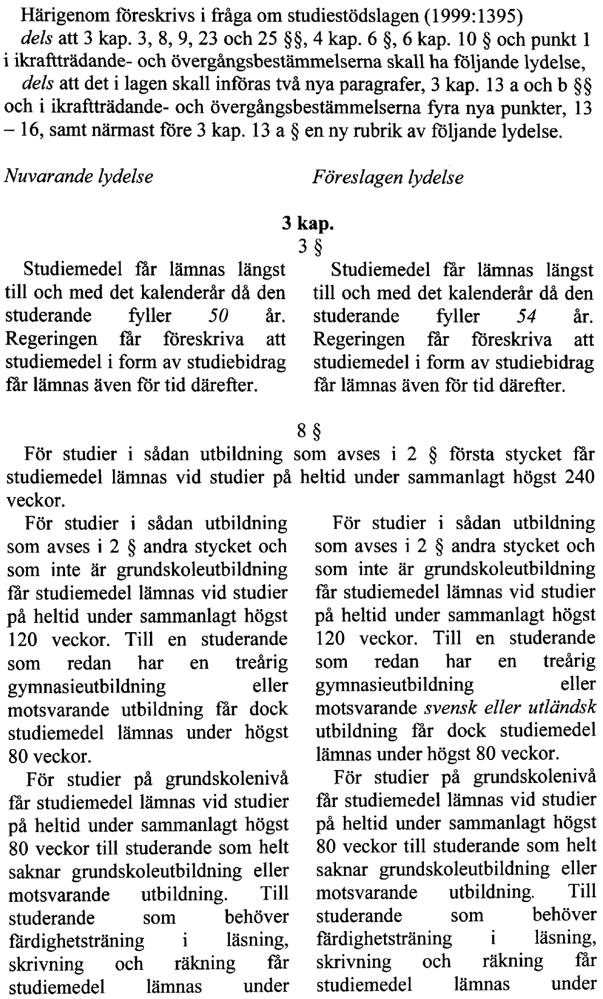 Härigenom föreskrivs i fråga om studiestödslagen (1999:1395)
dels att 3 kap. 3, 8, 9, 23 och 25 §§, 4 kap. 6 §, 6 kap. 10 § och punkt 1
i ikraftträdande- och övergångsbestämmelserna skall ha följande lydelse,
dels att det i lagen skall införas två nya paragrafer, 3 kap. 13 a och b §§
och i ikraftträdande- och övergångsbestämmelserna fyra nya punkter, 13
– 16, samt närmast före 3 kap. 13 a § en ny rubrik av följande lydelse.
Nuvarande lydelse
Föreslagen lydelse
3 kap.
3 §
Studiemedel får lämnas längst
till och med det kalenderår då den
studerande fyller 50 år.
Regeringen får föreskriva att
studiemedel i form av studiebidrag
får lämnas även för tid därefter.
Studiemedel får lämnas längst
till och med det kalenderår då den
studerande fyller 54 år.
Regeringen får föreskriva att
studiemedel i form av studiebidrag
får lämnas även för tid därefter.
8 §
För studier i sådan utbildning som avses i 2 § första stycket får
studiemedel lämnas vid studier på heltid under sammanlagt högst 240
veckor.
För studier i sådan utbildning
som avses i 2 § andra stycket och
som inte är grundskoleutbildning
får studiemedel lämnas vid studier
på heltid under sammanlagt högst
120 veckor. Till en studerande
som redan har en treårig
gymnasieutbildning eller
motsvarande utbildning får dock
studiemedel lämnas under högst
80 veckor.
För studier på grundskolenivå
får studiemedel lämnas vid studier
på heltid under sammanlagt högst
80 veckor till studerande som helt
saknar grundskoleutbildning eller
motsvarande utbildning. Till
studerande som behöver
färdighetsträning i läsning,
skrivning och räkning får
studiemedel lämnas under
För studier i sådan utbildning
som avses i 2 § andra stycket och
som inte är grundskoleutbildning
får studiemedel lämnas vid studier
på heltid under sammanlagt högst
120 veckor. Till en studerande
som redan har en treårig
gymnasieutbildning eller
motsvarande svensk eller utländsk
utbildning får dock studiemedel
lämnas under högst 80 veckor.
För studier på grundskolenivå
får studiemedel lämnas vid studier
på heltid under sammanlagt högst
80 veckor till studerande som helt
saknar grundskoleutbildning eller
motsvarande utbildning. Till
studerande som behöver
färdighetsträning i läsning,
skrivning och räkning får
studiemedel lämnas under